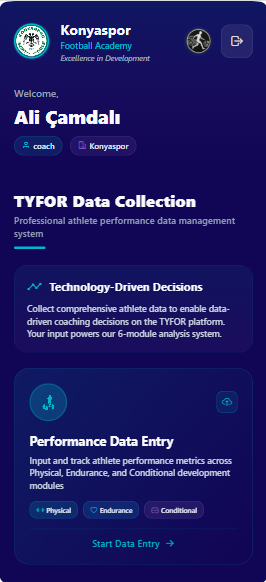 Konyaspor
Football Academy
Excellence in Development
Welcome,
Ali Çamdalı
coach
Konyaspor
TYFOR Data Collection
Professional athlete performance data management
system
Technology-Driven Decisions
Collect comprehensive athlete data to enable data-
driven coaching decisions on the TYFOR platform.
Your input powers our 6-module analysis system.
Performance Data Entry
Input and track athlete performance metrics across
Physical, Endurance, and Conditional development
modules
Physical
Endurance
Conditional
Start Data Entry →